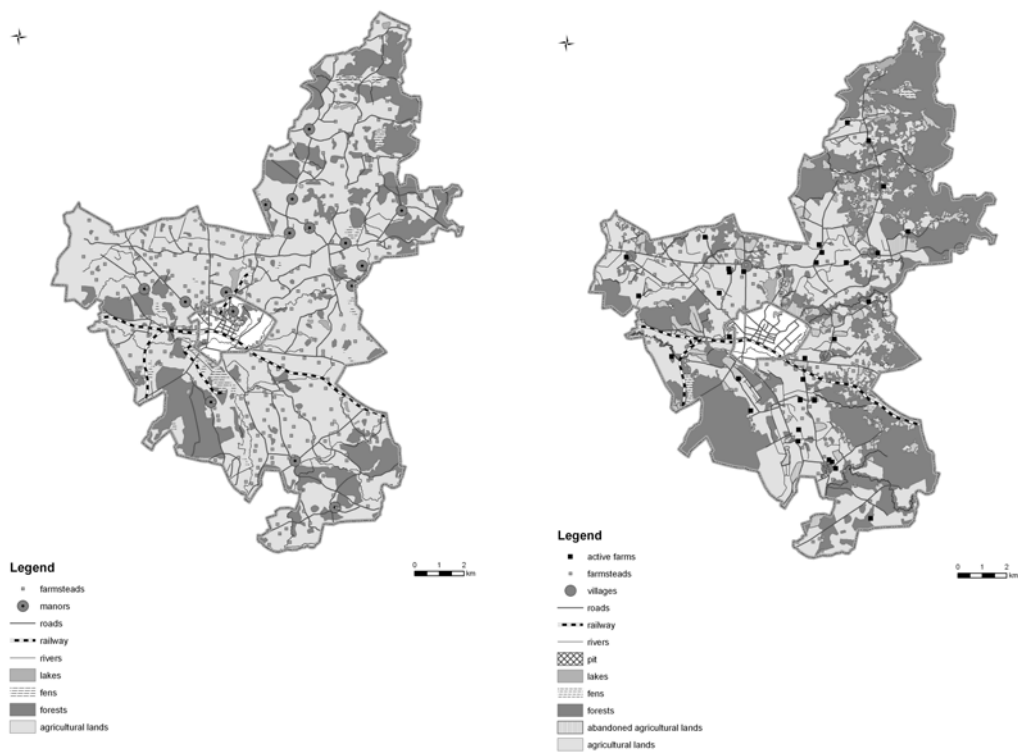 Legend
farmsteads
manors
roads
railway
rivers
lakes
fens
forests
agricultural lands
0 1 2
km
Legend
active farms
farmsteads
villages
roads
railway
rivers
pit
lakes
fens
forests
abandoned agricultural lands
agricultural lands
0 1 2
km